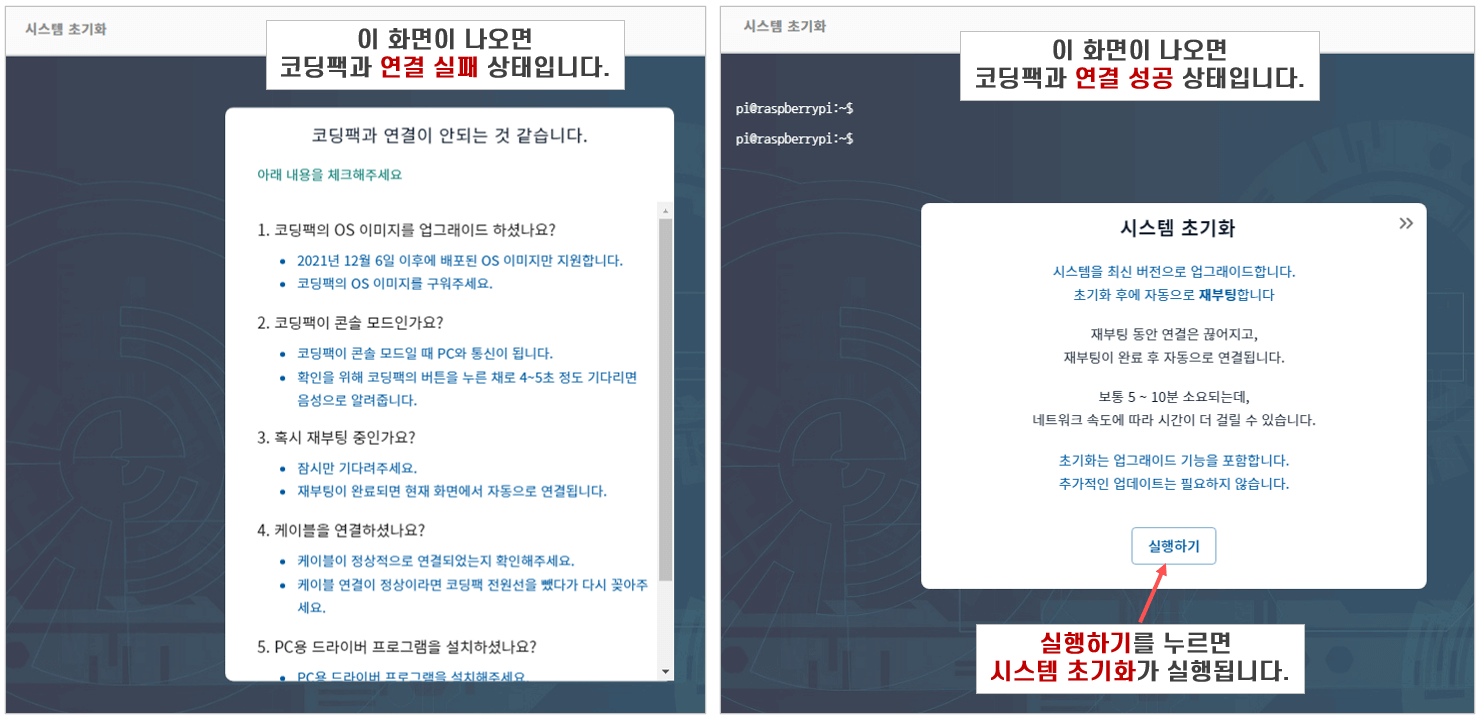 시스템 초기화
이 화면이 나오면
코딩팩과 연결 실패 상태입니다.
코딩팩과 연결이 안되는 것 같습니다.
아래 내용을 체크해주세요
1. 코딩팩의 OS 이미지를 업그레이드 하셨나요?
• 2021년 12월 6일 이후에 배포된 OS 이미지만 지원합니다.
• 코딩팩의 OS 이미지를 구워주세요.
2. 코딩팩이 콘솔 모드인가요?
• 코딩팩이 콘솔 모드일 때 PC와 통신이 됩니다.
• 확인을 위해 코딩팩의 버튼을 누른 채로 4~5초 정도 기다리면
음성으로 알려줍니다.
3. 혹시 재부팅 중인가요?
• 잠시만 기다려주세요.
• 재부팅이 완료되면 현재 화면에서 자동으로 연결됩니다.
4. 케이블을 연결하셨나요?
• 케이블이 정상적으로 연결되었는지 확인해주세요.
• 케이블 연결이 정상이라면 코딩팩 전원선을 뺐다가 다시 꽂아주
세요.
5. PC용 드라이버 프로그램을 설치하셨나요?
• PC용 드라이버 프로그램을 설치해주세요.
시스템 초기화
이 화면이 나오면
코딩팩과 연결 성공 상태입니다.
pi@raspberrypi:~$
pi@raspberrypi:~$
시스템 초기화
시스템을 최신 버전으로 업그레이드합니다.
초기화 후에 자동으로 재부팅합니다
재부팅 동안 연결은 끊어지고,
재부팅이 완료 후 자동으로 연결됩니다.
보통 5 ~ 10분 소요되는데,
네트워크 속도에 따라 시간이 더 걸릴 수 있습니다.
초기화는 업그레이드 기능을 포함합니다.
추가적인 업데이트는 필요하지 않습니다.
실행하기
실행하기를 누르면
시스템 초기화가 실행됩니다.